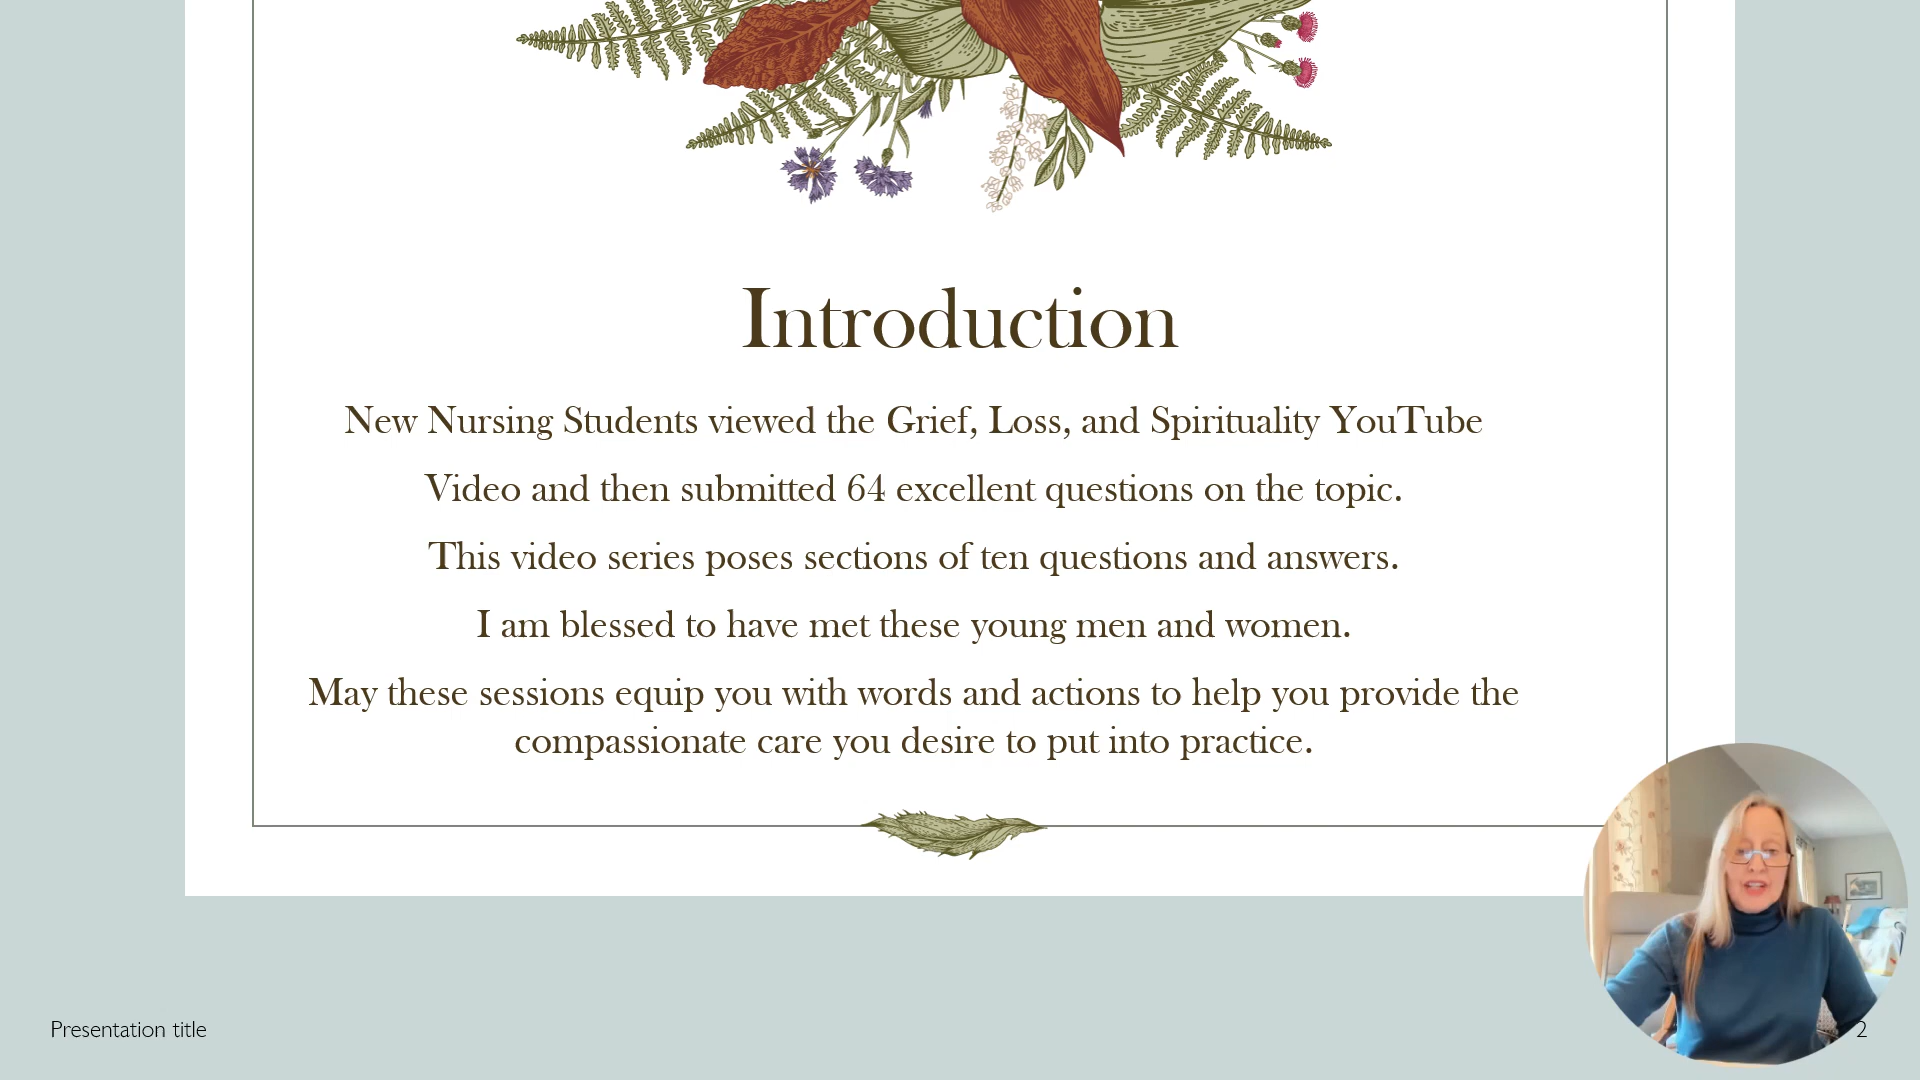 Introduction
New Nursing Students viewed the Grief, Loss, and Spirituality YouTube
Video and then submitted 64 excellent questions on the topic.
This video series poses sections of ten questions and answers.
I am blessed to have met these young men and women.
May these sessions equip you with words and actions to help you provide the
compassionate care you desire to put into practice.
Presentation title
2